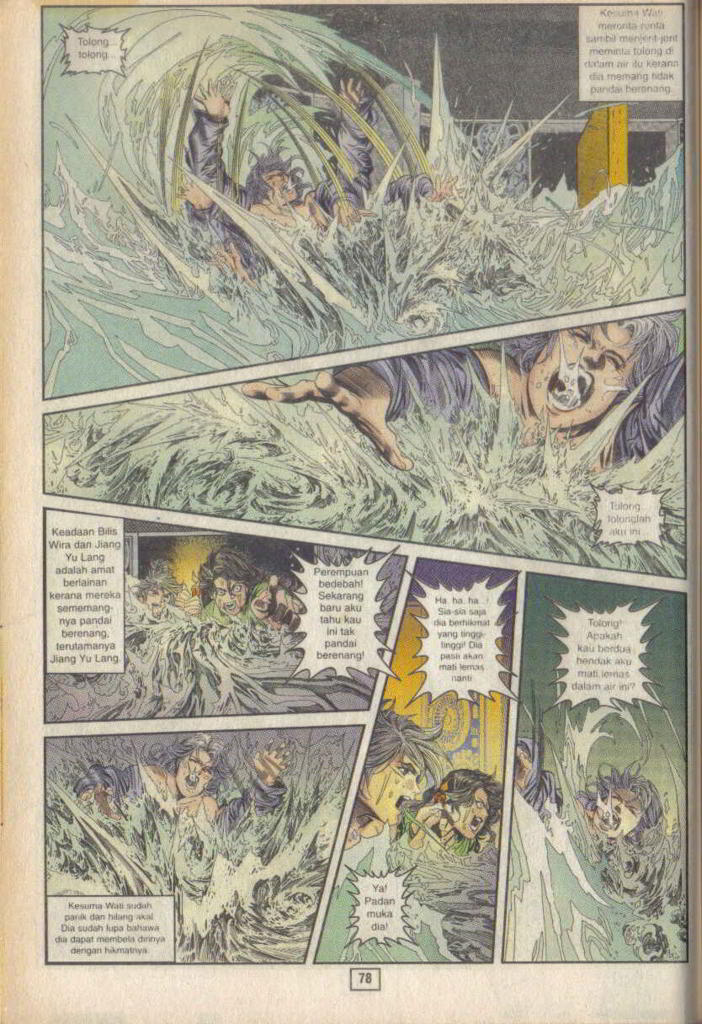 Tolong...
tolong...
Kesuma Wati
meronta-ronta
sambil menjerit-jerit
meminta tolong di
dalam air itu kerana
dia memang tidak
pandai berenang.
Tolong...
tolonglah
aku ini...
Keadaan Bilis
Wira dan Jiang
Yu Lang
adalah amat
berlainan
kerana mereka
sememang-
nya pandai
berenang,
terutamanya
Jiang Yu Lang.
Perempuan
bedebah!
Sekarang
baru aku
tahu kau
ini tak
pandai
berenang!
Ha, ha, ha...!
Sia-sia saja
dia berhikmat
yang tinggi-
tinggi! Dia
pasti akan
mati lemas
nanti
Tolong!
Apakah
kau berdua
hendak aku
mati lemas
dalam air ini?
Kesuma Wati sudah
panik dan hilang akal.
Dia sudah lupa bahawa
dia dapat membela dirinya
dengan hikmatnya.
Ya!
Padan
muka
dia!
78